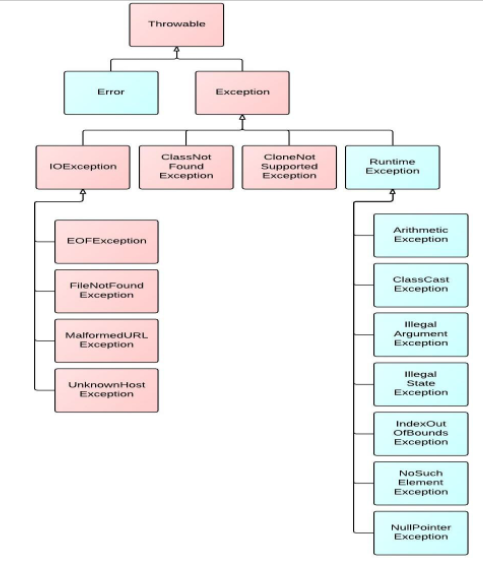 Throwable
Error
Exception
IOException
ClassNot
Found
Exception
CloneNot
Supported
Exception
Runtime
Exception
EOFException
FileNotFound
Exception
MalformedURL
Exception
UnknownHost
Exception
Arithmetic
Exception
ClassCast
Exception
Illegal
Argument
Exception
Illegal
State
Exception
IndexOut
OfBounds
Exception
NoSuch
Element
Exception
NullPointer
Exception